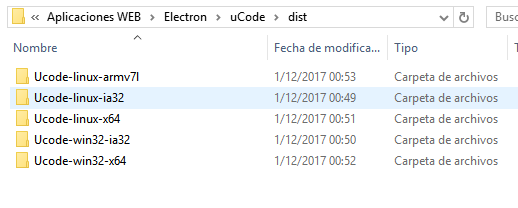 « Aplicaciones WEB > Electron > uCode > dist
Busc
Nombre Fecha de modifica... Tipo
Ucode-linux-armv7l 1/12/2017 00:53 Carpeta de archivos
Ucode-linux-ia32 1/12/2017 00:49 Carpeta de archivos
Ucode-linux-x64 1/12/2017 00:51 Carpeta de archivos
Ucode-win32-ia32 1/12/2017 00:50 Carpeta de archivos
Ucode-win32-x64 1/12/2017 00:52 Carpeta de archivos